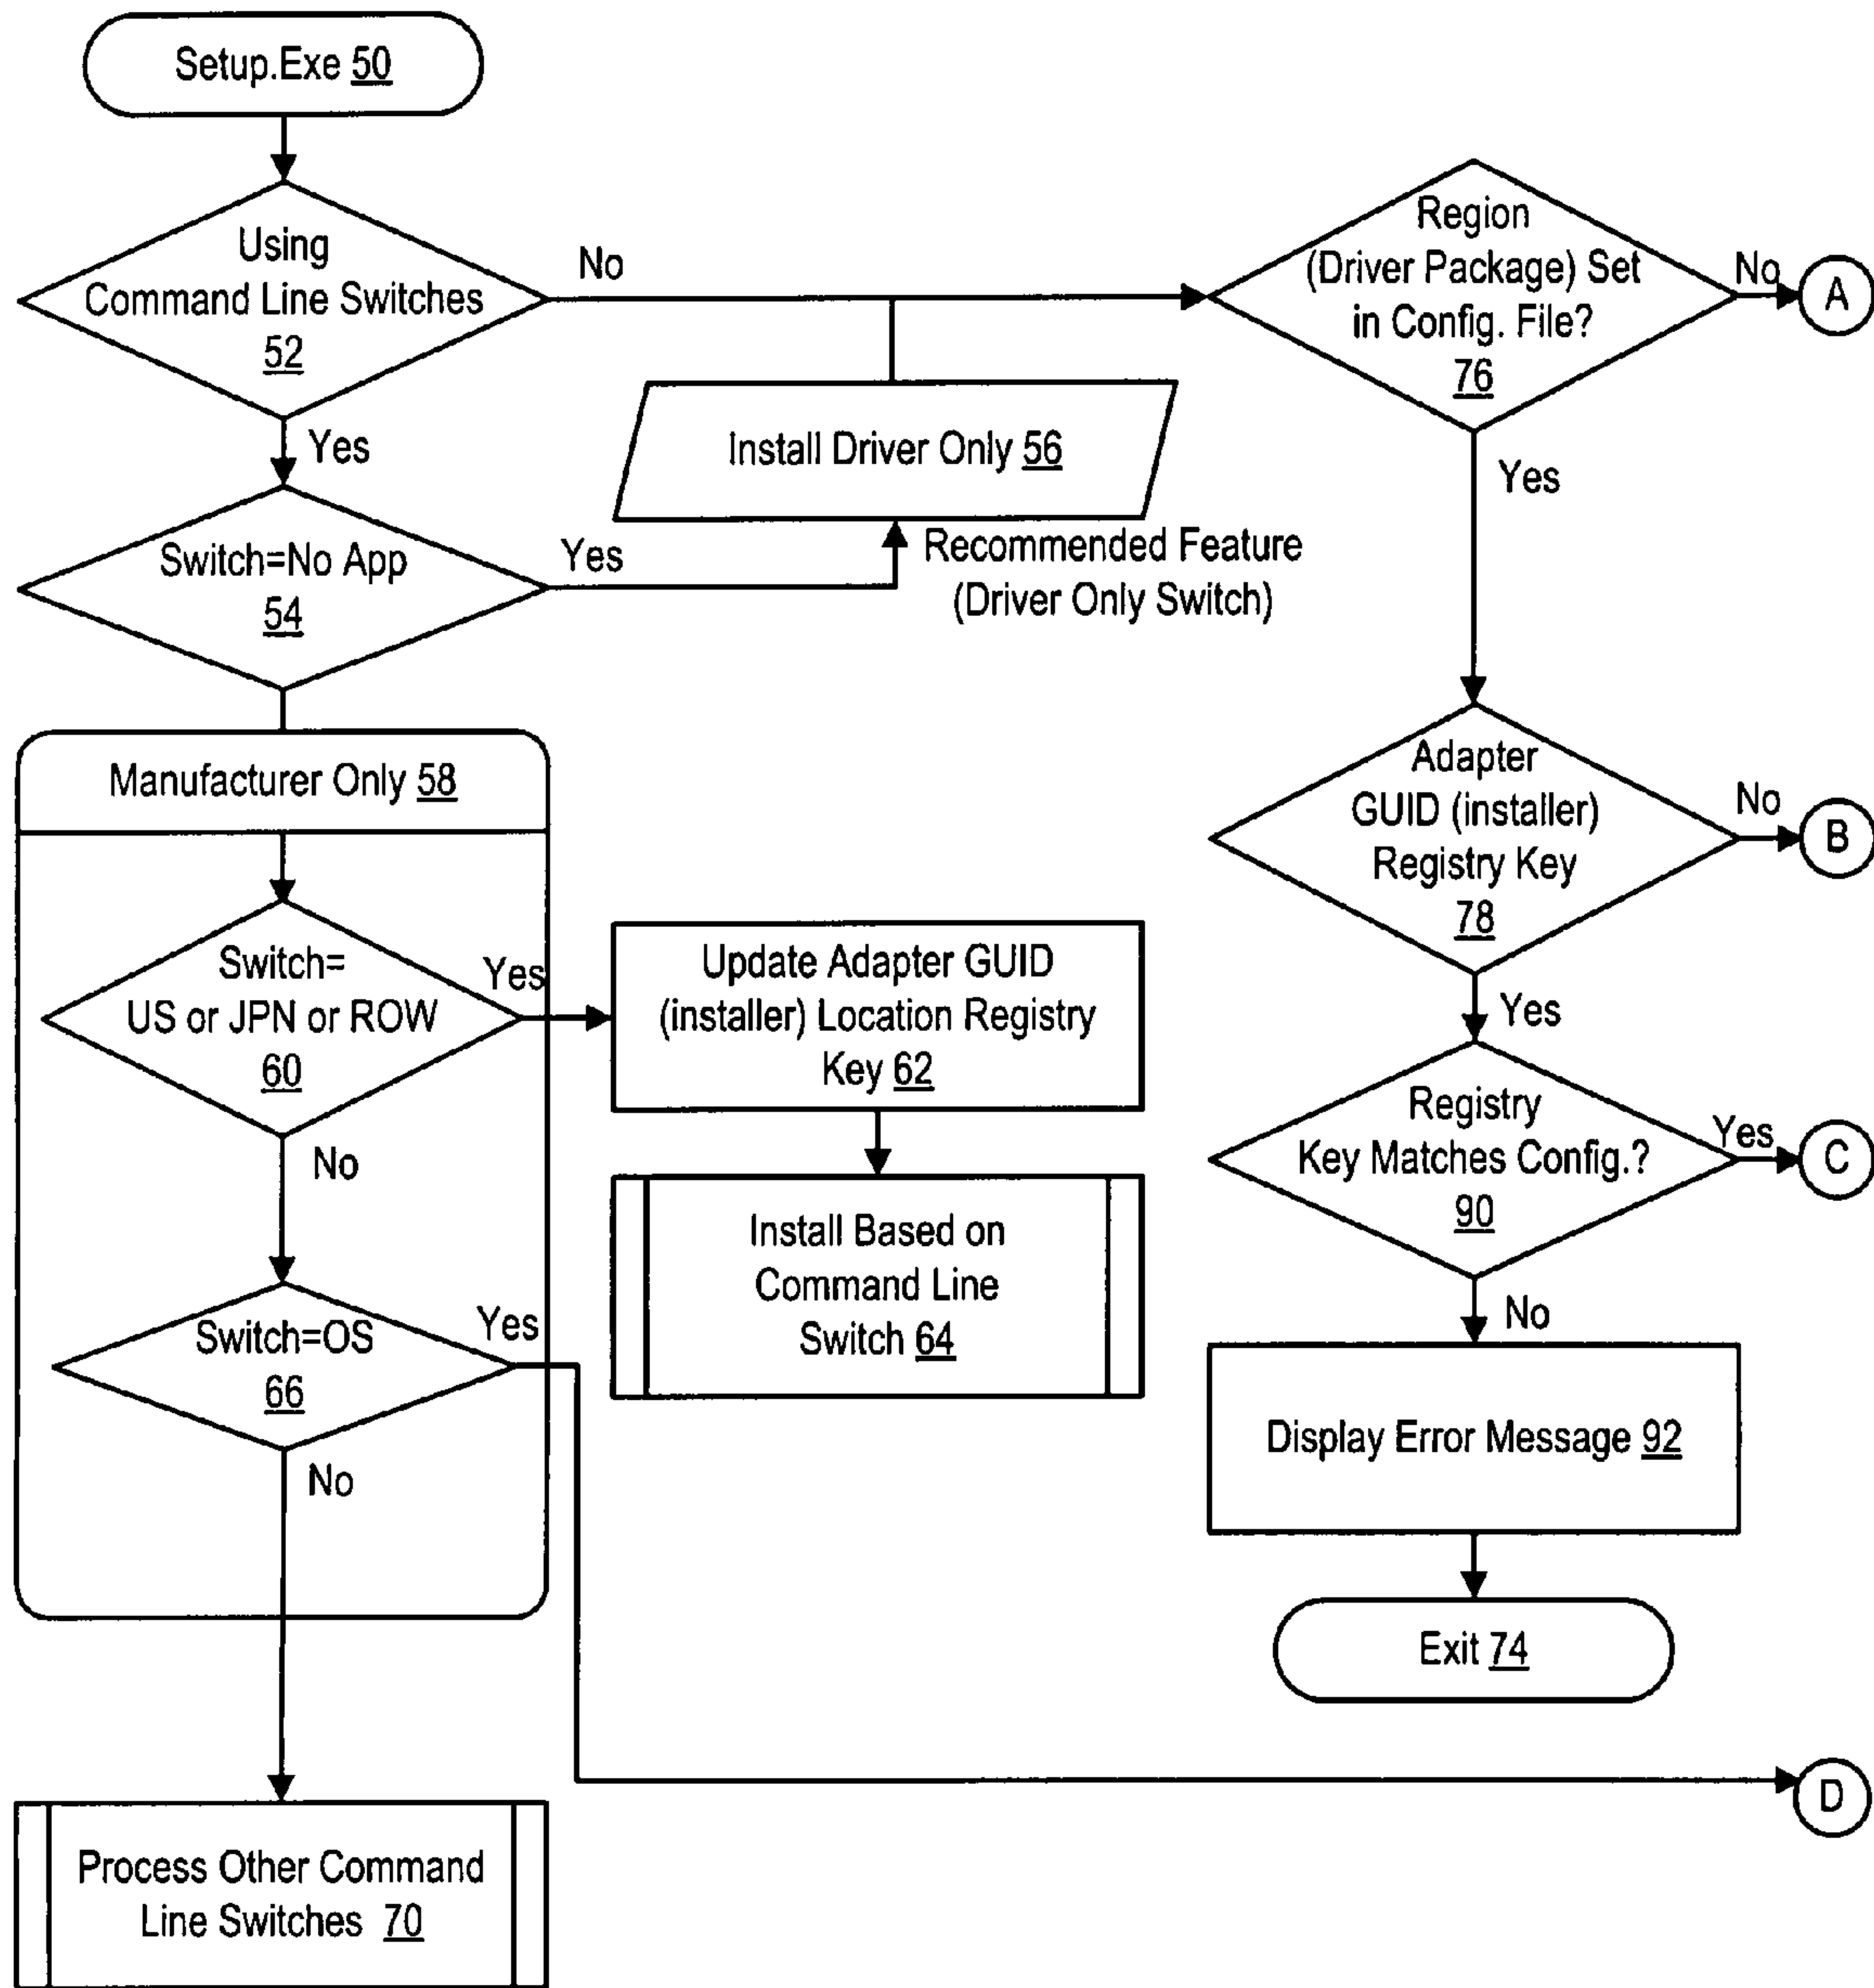 Setup.Exe 50
Using
Command Line Switches
52
No
Yes
Switch=No App
54
Yes
Install Driver Only 56
Recommended Feature
(Driver Only Switch)
Manufacturer Only 58
Switch=
US or JPN or ROW
60
Yes
No
Update Adapter GUID
(installer) Location Registry
Key 62
Install Based on
Command Line
Switch 64
Switch=OS
66
Yes
No
Process Other Command
Line Switches 70
Region
(Driver Package) Set
in Config. File?
76
No
A
Yes
Adapter
GUID (installer)
Registry Key
78
No
B
Yes
Registry
Key Matches Config.?
90
Yes
C
No
Display Error Message 92
Exit 74
D